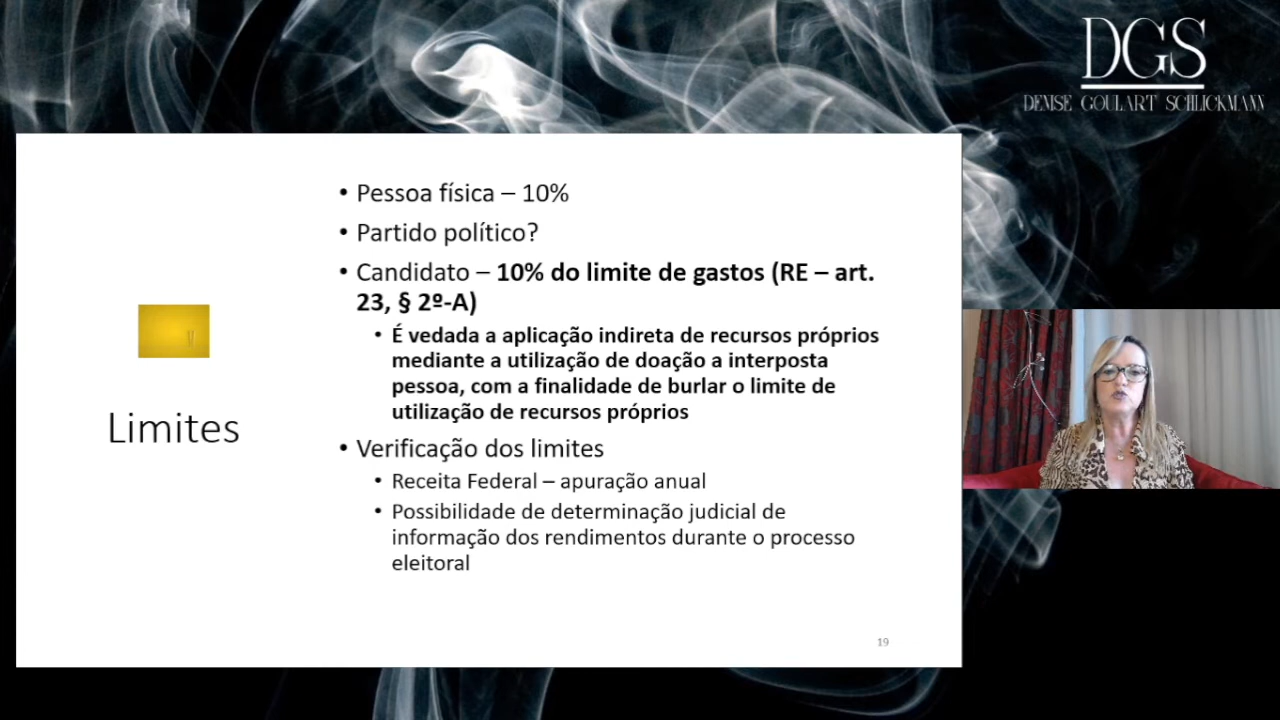 DGS
DENISE GOULART SCHLICKMANN
• Pessoa física – 10%
• Partido político?
• Candidato – 10% do limite de gastos (RE – art.
23, § 2º-A)
• É vedada a aplicação indireta de recursos próprios
mediante a utilização de doação a interposta
pessoa, com a finalidade de burlar o limite de
utilização de recursos próprios
Limites
• Verificação dos limites
• Receita Federal – apuração anual
• Possibilidade de determinação judicial de
informação dos rendimentos durante o processo
eleitoral
19